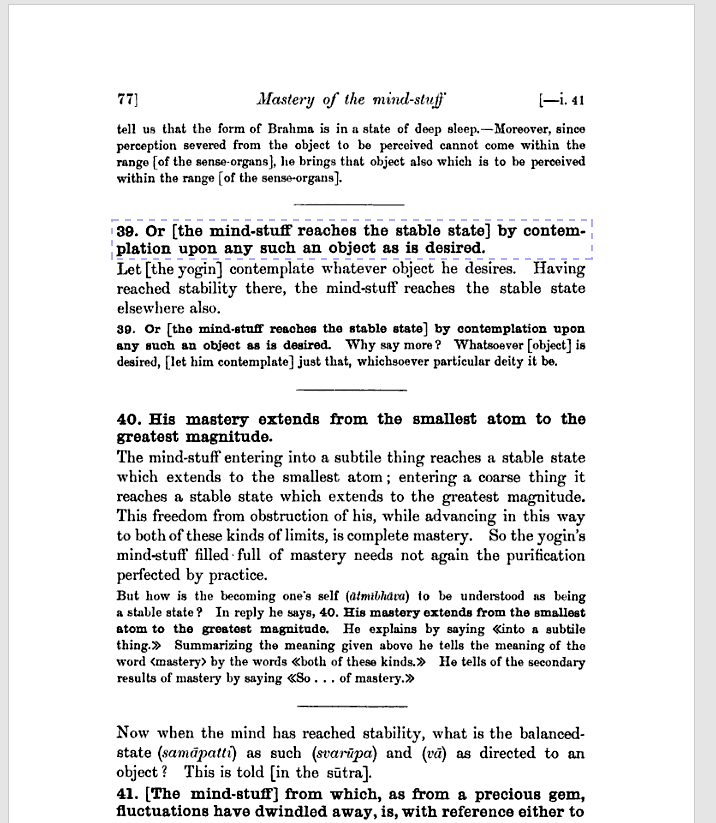 77] Mastery of the mind-stuff [—i. 41
tell us that the form of Brahma is in a state of deep sleep.—Moreover, since
perception severed from the object to be perceived cannot come within the
range [of the sense-organs], he brings that object also which is to be perceived
within the range [of the sense-organs].
39. Or [the mind-stuff reaches the stable state] by contem-
plation upon any such an object as is desired.
Let [the yogin] contemplate whatever object he desires. Having
reached stability there, the mind-stuff reaches the stable state
elsewhere also.
39. Or [the mind-stuff reaches the stable state] by contemplation upon
any such an object as is desired. Why say more? Whatsoever [object] is
desired, [let him contemplate] just that, whichsoever particular deity it be.
40. His mastery extends from the smallest atom to the
greatest magnitude.
The mind-stuff entering into a subtile thing reaches a stable state
which extends to the smallest atom; entering a coarse thing it
reaches a stable state which extends to the greatest magnitude.
This freedom from obstruction of his, while advancing in this way
to both of these kinds of limits, is complete mastery. So the yogin's
mind-stuff filled full of mastery needs not again the purification
perfected by practice.
But how is the becoming one's self (ātmībhāva) to be understood as being
a stable state? In reply he says, 40. His mastery extends from the smallest
atom to the greatest magnitude. He explains by saying «into a subtile
thing.» Summarizing the meaning given above he tells the meaning of the
word ‹mastery› by the words «both of these kinds.» He tells of the secondary
results of mastery by saying «So . . . of mastery.»
Now when the mind has reached stability, what is the balanced-
state (samāpatti) as such (svarūpa) and (vā) as directed to an
object? This is told [in the sūtra].
41. [The mind-stuff] from which, as from a precious gem,
fluctuations have dwindled away, is, with reference either to